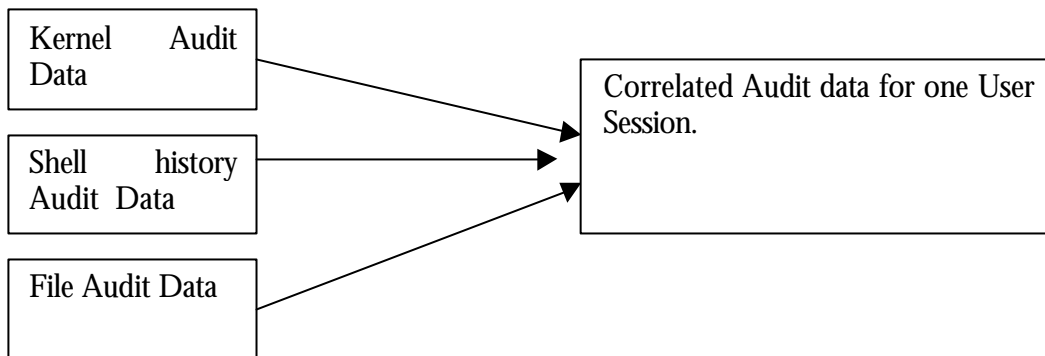 Kernel Audit
Data
Correlated Audit data for one User
Session.
Shell history
Audit Data
File Audit Data